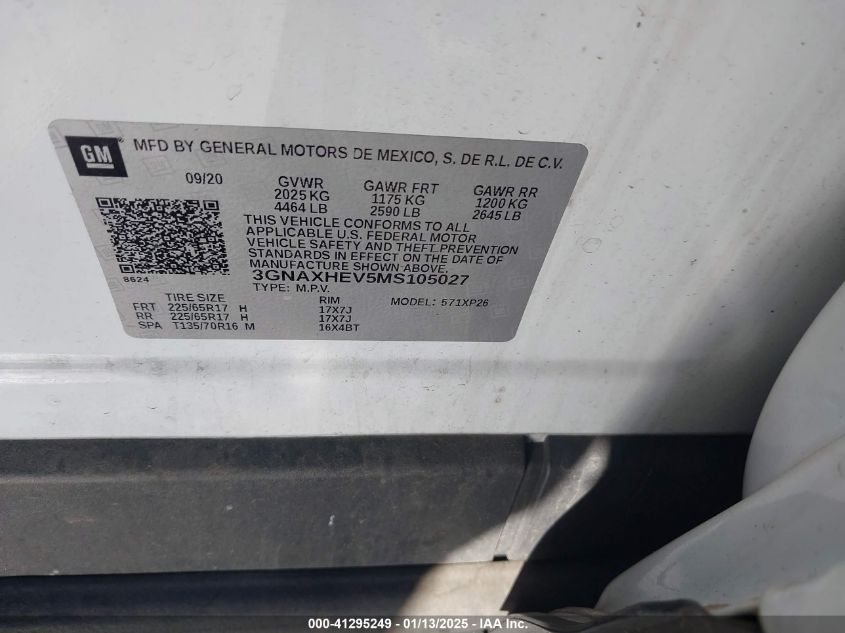 GM
MFD BY GENERAL MOTORS DE MEXICO, S. DE R.L. DE C.V.
09/20 GVWR GAWR FRT GAWR RR
2025 KG 1175 KG 1200 KG
4464 LB 2590 LB 2645 LB
THIS VEHICLE CONFORMS TO ALL
APPLICABLE U.S. FEDERAL MOTOR
VEHICLE SAFETY AND THEFT PREVENTION
STANDARDS IN EFFECT ON THE DATE OF
MANUFACTURE SHOWN ABOVE.
8624 3GNAXHEV5MS105027
TYPE: M.P.V. MODEL: 571XP26
TIRE SIZE RIM
FRT 225/65R17 H 17X7J
RR 225/65R17 H 17X7J
SPA T135/70R16 M 16X4BT
000-41295249 - 01/13/2025 - IAA Inc.